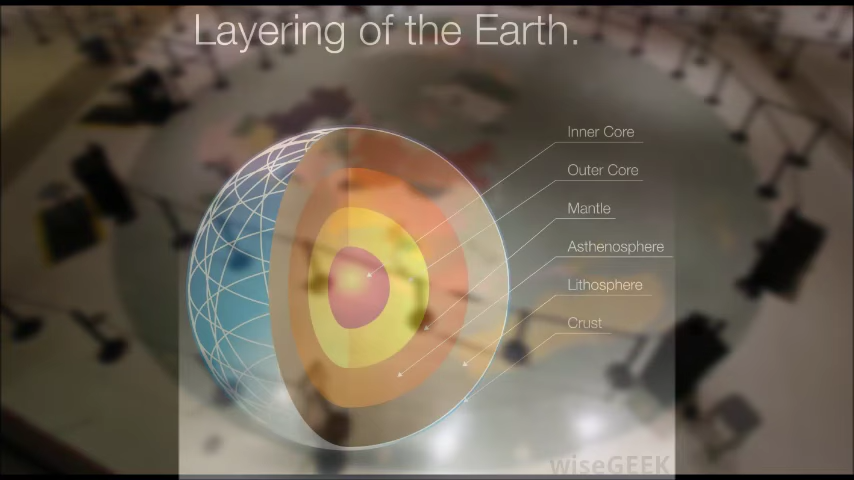 Layering of the Earth.
Inner Core
Outer Core
Mantle
Asthenosphere
Lithosphere
Crust
wiseGEEK